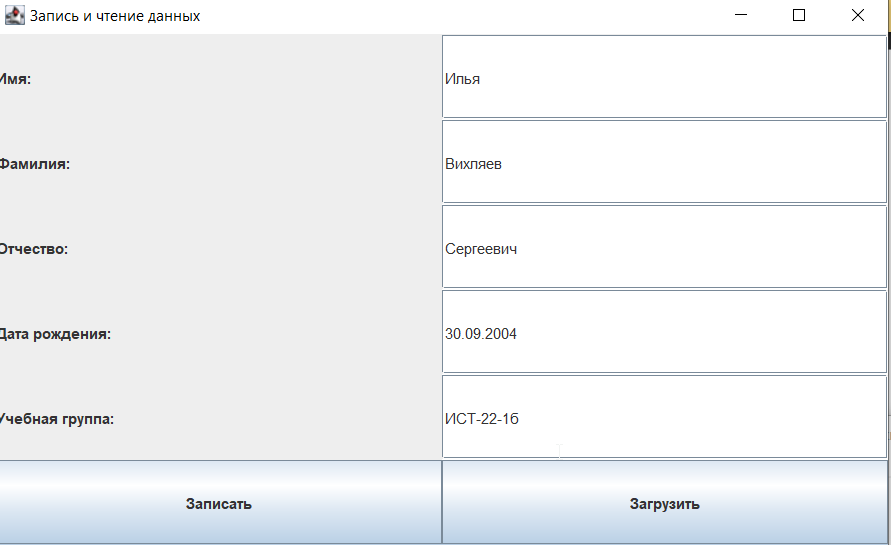 Запись и чтение данных
Имя: Илья
Фамилия: Вихляев
Отчество: Сергеевич
Дата рождения: 30.09.2004
Учебная группа: ИСТ-22-1б
Записать Загрузить